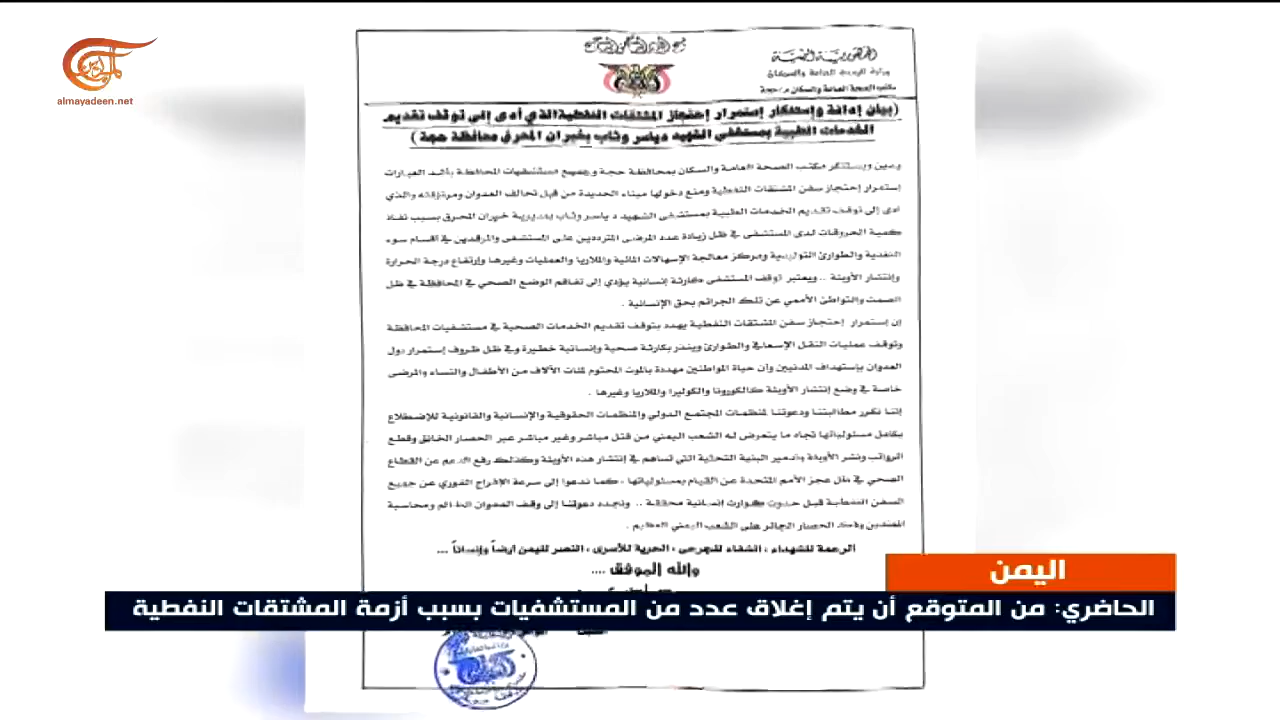 almayadeen.net
الجمهورية اليمنية
وزارة الصحة العامة والسكان
مكتب الصحة العامة والسكان م/حجة
(بيان إدانة وإستنكار إستمرار إحتجاز المشتقات النفطية الذي أدى إلى توقف تقديم
الخدمات الطبية بمستشفى الشهيد د ياسر وثاب بخيران المحرق محافظة حجة)
ندين ويستنكر مكتب الصحة العامة والسكان بمحافظة حجة وجميع مستشفيات المحافظة بأشد العبارات
إستمرار إحتجاز سفن المشتقات النفطية ومنع دخولها ميناء الحديدة من قبل تحالف العدوان ومرتزقته والذي
أدى إلى توقف تقديم الخدمات الطبية بمستشفى الشهيد د ياسر وثاب بمديرية خيران المحرق بسبب نفاذ
كمية المحروقات لدى المستشفى في ظل زيادة عدد المرضى المترددين على المستشفى والمرقدين في اقسام سوء
التغذية والطوارئ التوليدية ومركز معالجة الإسهالات المائية والملاريا والعمليات وغيرها وإرتفاع درجة الحرارة
وإنتشار الأوبئة .. ويعتبر توقف المستشفى كارثة إنسانية يؤدي إلى تفاقم الوضع الصحي في المحافظة في ظل
الصمت والتواطئ الأممي عن تلك الجرائم بحق الإنسانية .
إن إستمرار إحتجاز سفن المشتقات النفطية يهدد بتوقف تقديم الخدمات الصحية في مستشفيات المحافظة
وتوقف عمليات النقل الإسعافي والطوارئ وينذر بكارثة صحية وإنسانية خطيرة وفي ظل ظروف إستمرار دول
العدوان بإستهداف المدنيين وأن حياة المواطنين مهددة بالموت المحتوم لمئات الآلاف من الأطفال والنساء والمرضى
خاصة في وضع إنتشار الأوبئة كالكورونا والكوليرا والملاريا وغيرها .
إننا نكرر مطالبتنا ودعوتنا لمنظمات المجتمع الدولي والمنظمات الحقوقية والإنسانية والقانونية للإضطلاع
بكامل مسئولياتها تجاه ما يتعرض له الشعب اليمني من قتل مباشر وغير مباشر عبر الحصار الخانق وقطع
الرواتب ونشر الأوبئة وتدمير البنية التحتية التي تساهم في إنتشار هذه الأوبئة وكذلك رفع الدعم عن القطاع
الصحي في ظل عجز الأمم المتحدة عن القيام بمسئولياتها ، كما ندعوا إلى سرعة الإفراج الفوري عن جميع
السفن النفطية قبل حدوث كوارث إنسانية محققة .. ونجدد دعوتنا إلى وقف العدوان الظالم ومحاسبة
المعتدين وفك الحصار الجائر على الشعب اليمني العظيم .
الرحمة للشهداء ، الشفاء للجرحى ، الحرية للأسرى ، النصر لليمن أرضاً وإنساناً ...
والله الموفق ....
اليمن
الحاضري: من المتوقع أن يتم إغلاق عدد من المستشفيات بسبب أزمة المشتقات النفطية